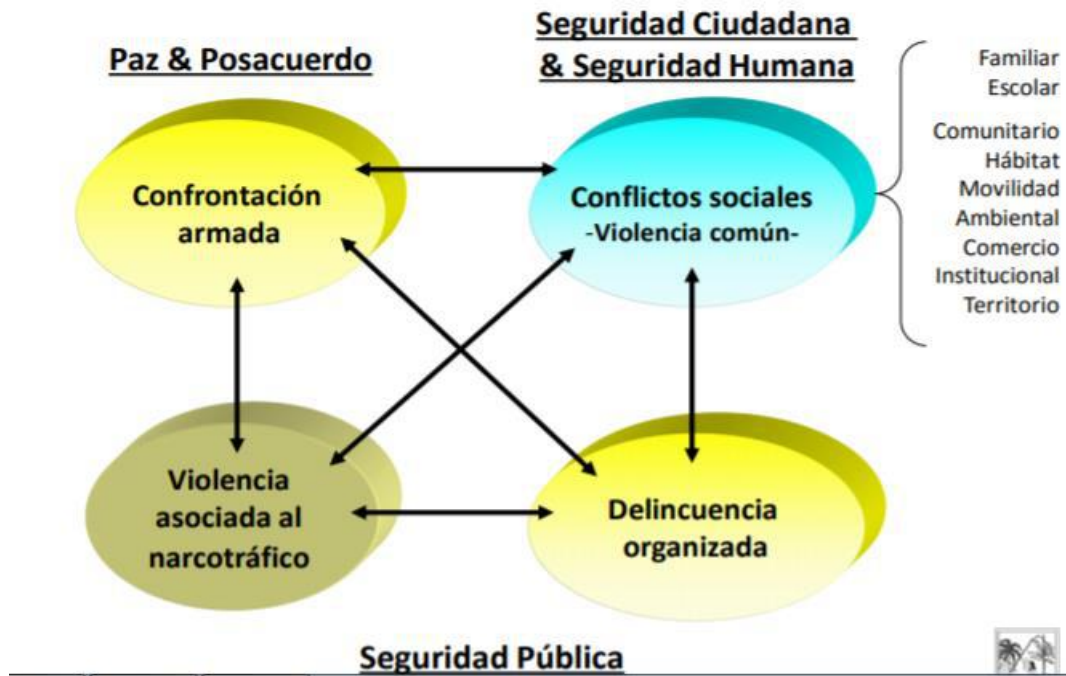 Paz & Posacuerdo
Seguridad Ciudadana
& Seguridad Humana
Confrontación
armada
Conflictos sociales
-Violencia común-
Familiar
Escolar
Comunitario
Hábitat
Movilidad
Ambiental
Comercio
Institucional
Territorio
Violencia
asociada al
narcotráfico
Delincuencia
organizada
Seguridad Pública